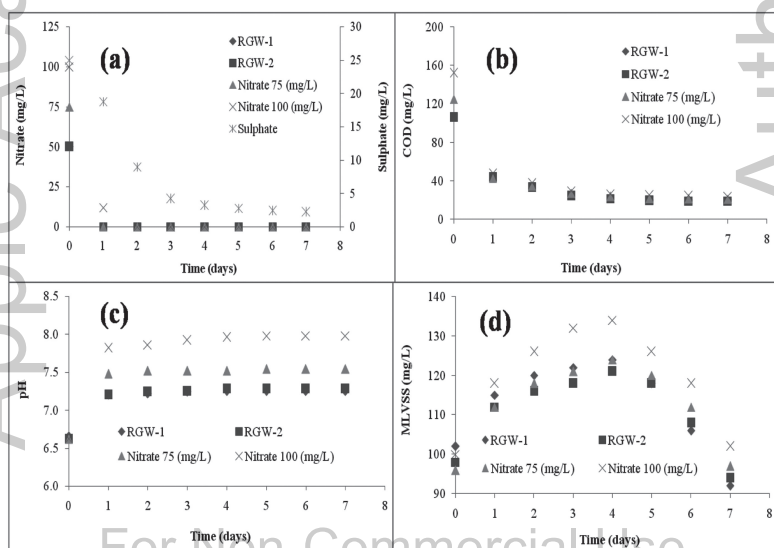 125
100
75
50
25
0
Nitrate (mg/L)
(a)
◆RGW-1
■RGW-2
▲Nitrate 75 (mg/L)
×Nitrate 100 (mg/L)
Sulphate
30
25
20
15
10
5
0
Sulphate (mg/L)
0 1 2 3 4 5 6 7 8
Time (days)
200
160
120
80
40
0
COD (mg/L)
(b)
◆RGW-1
■RGW-2
▲Nitrate 75 (mg/L)
×Nitrate 100 (mg/L)
0 1 2 3 4 5 6 7 8
Time (days)
8.5
8.0
7.5
7.0
6.5
6.0
pH
(c)
◆RGW-1 ■RGW-2
▲Nitrate 75 (mg/L) ×Nitrate 100 (mg/L)
0 1 2 3 4 5 6 7 8
Time (days)
140
130
120
110
100
90
MLVSS (mg/L)
(d)
◆RGW-1 ■RGW-2
▲Nitrate 75 (mg/L) ×Nitrate 100 (mg/L)
0 1 2 3 4 5 6 7 8
Time (days)
For Non Commercial Use